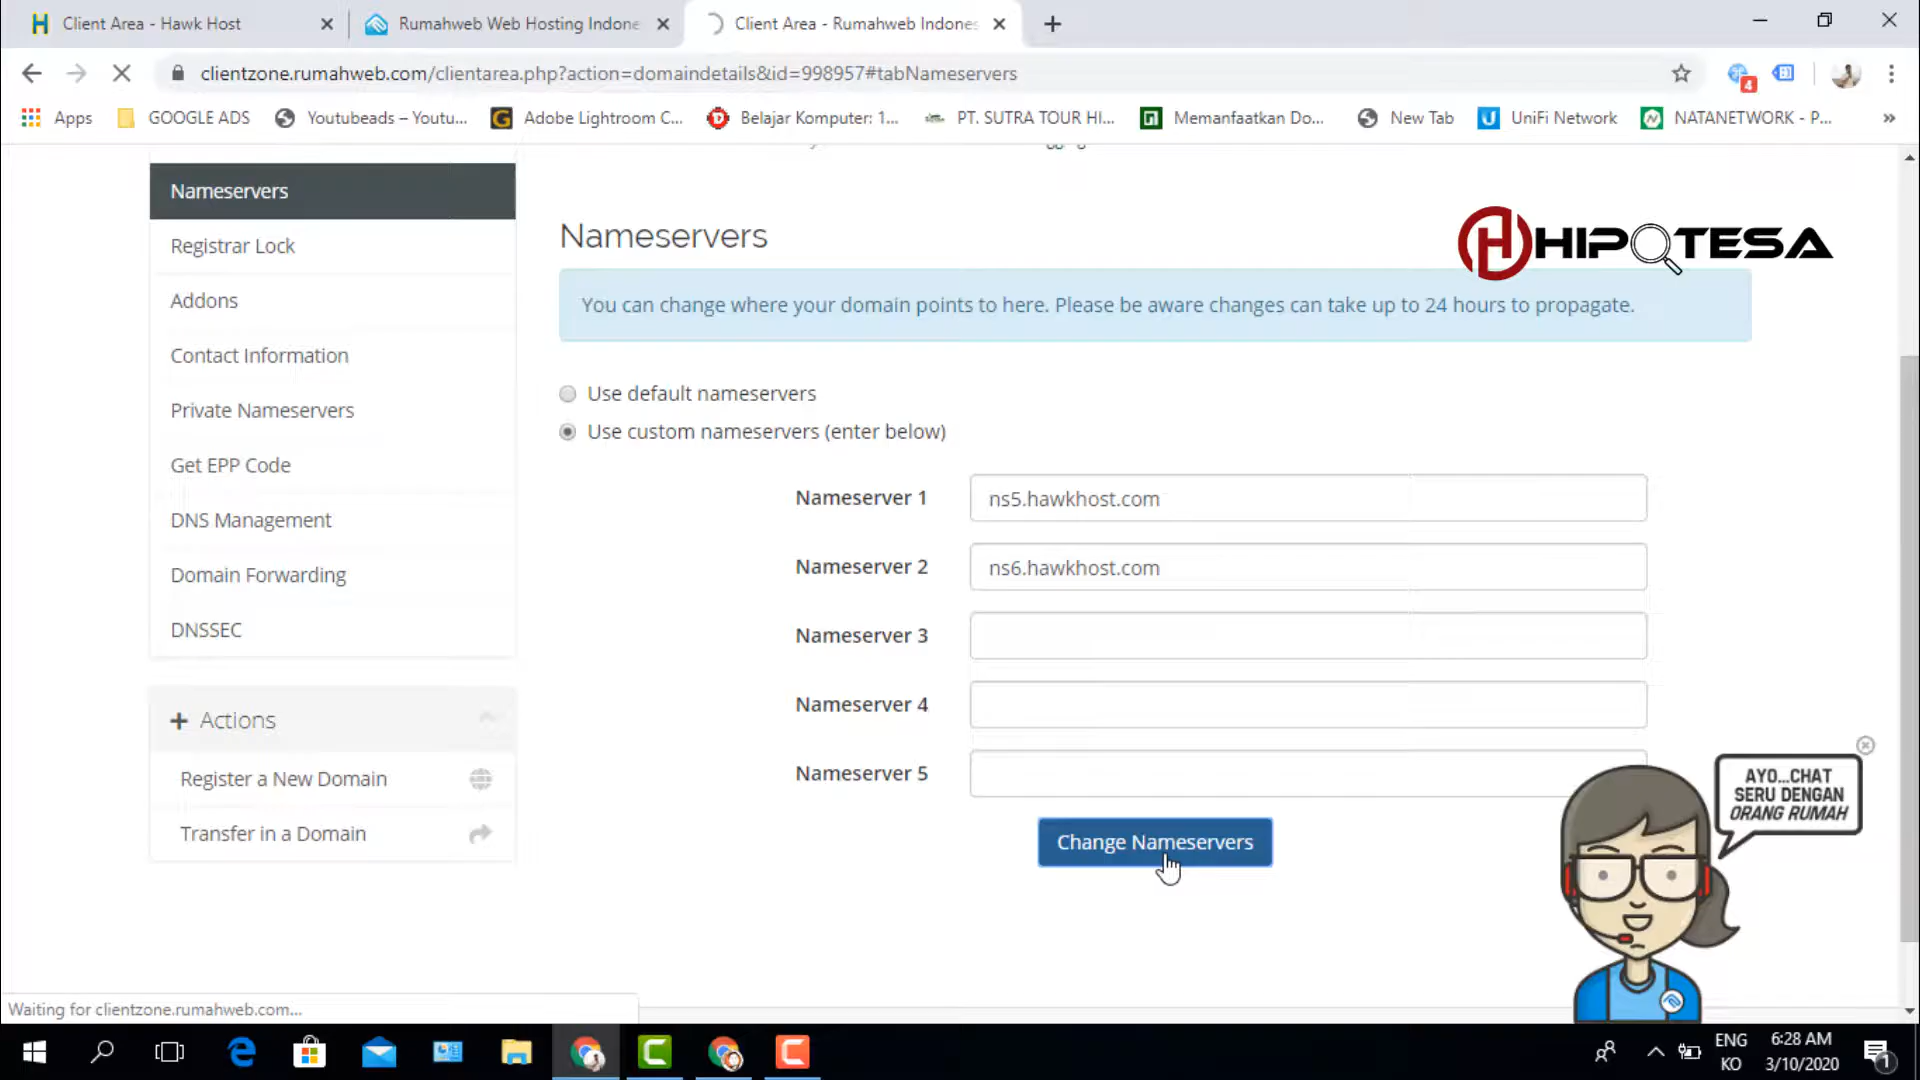 Client Area - Hawk Host
Rumahweb Web Hosting Indone
Client Area - Rumahweb Indones
clientzone.rumahweb.com/clientarea.php?action=domaindetails&id=998957#tabNameservers
4
Apps
GOOGLE ADS
Youtubeads – Youtu...
Adobe Lightroom C...
Belajar Komputer: 1...
PT. SUTRA TOUR HI...
Memanfaatkan Do...
New Tab
UniFi Network
NATANETWORK - P...
»
Nameservers
Registrar Lock
Addons
Contact Information
Private Nameservers
Get EPP Code
DNS Management
Domain Forwarding
DNSSEC
Actions
Register a New Domain
Transfer in a Domain
Nameservers
HIPOTESA
You can change where your domain points to here. Please be aware changes can take up to 24 hours to propagate.
Use default nameservers
Use custom nameservers (enter below)
Nameserver 1
ns5.hawkhost.com
Nameserver 2
ns6.hawkhost.com
Nameserver 3
Nameserver 4
Nameserver 5
Change Nameservers
AYO...CHAT
SERU DENGAN
ORANG RUMAH
Waiting for clientzone.rumahweb.com...
ENG
KO
6:28 AM
3/10/2020
1